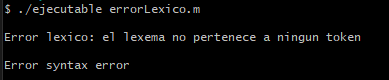 $ ./ejecutable errorLexico.m
Error lexico: el lexema no pertenece a ningun token
Error syntax error